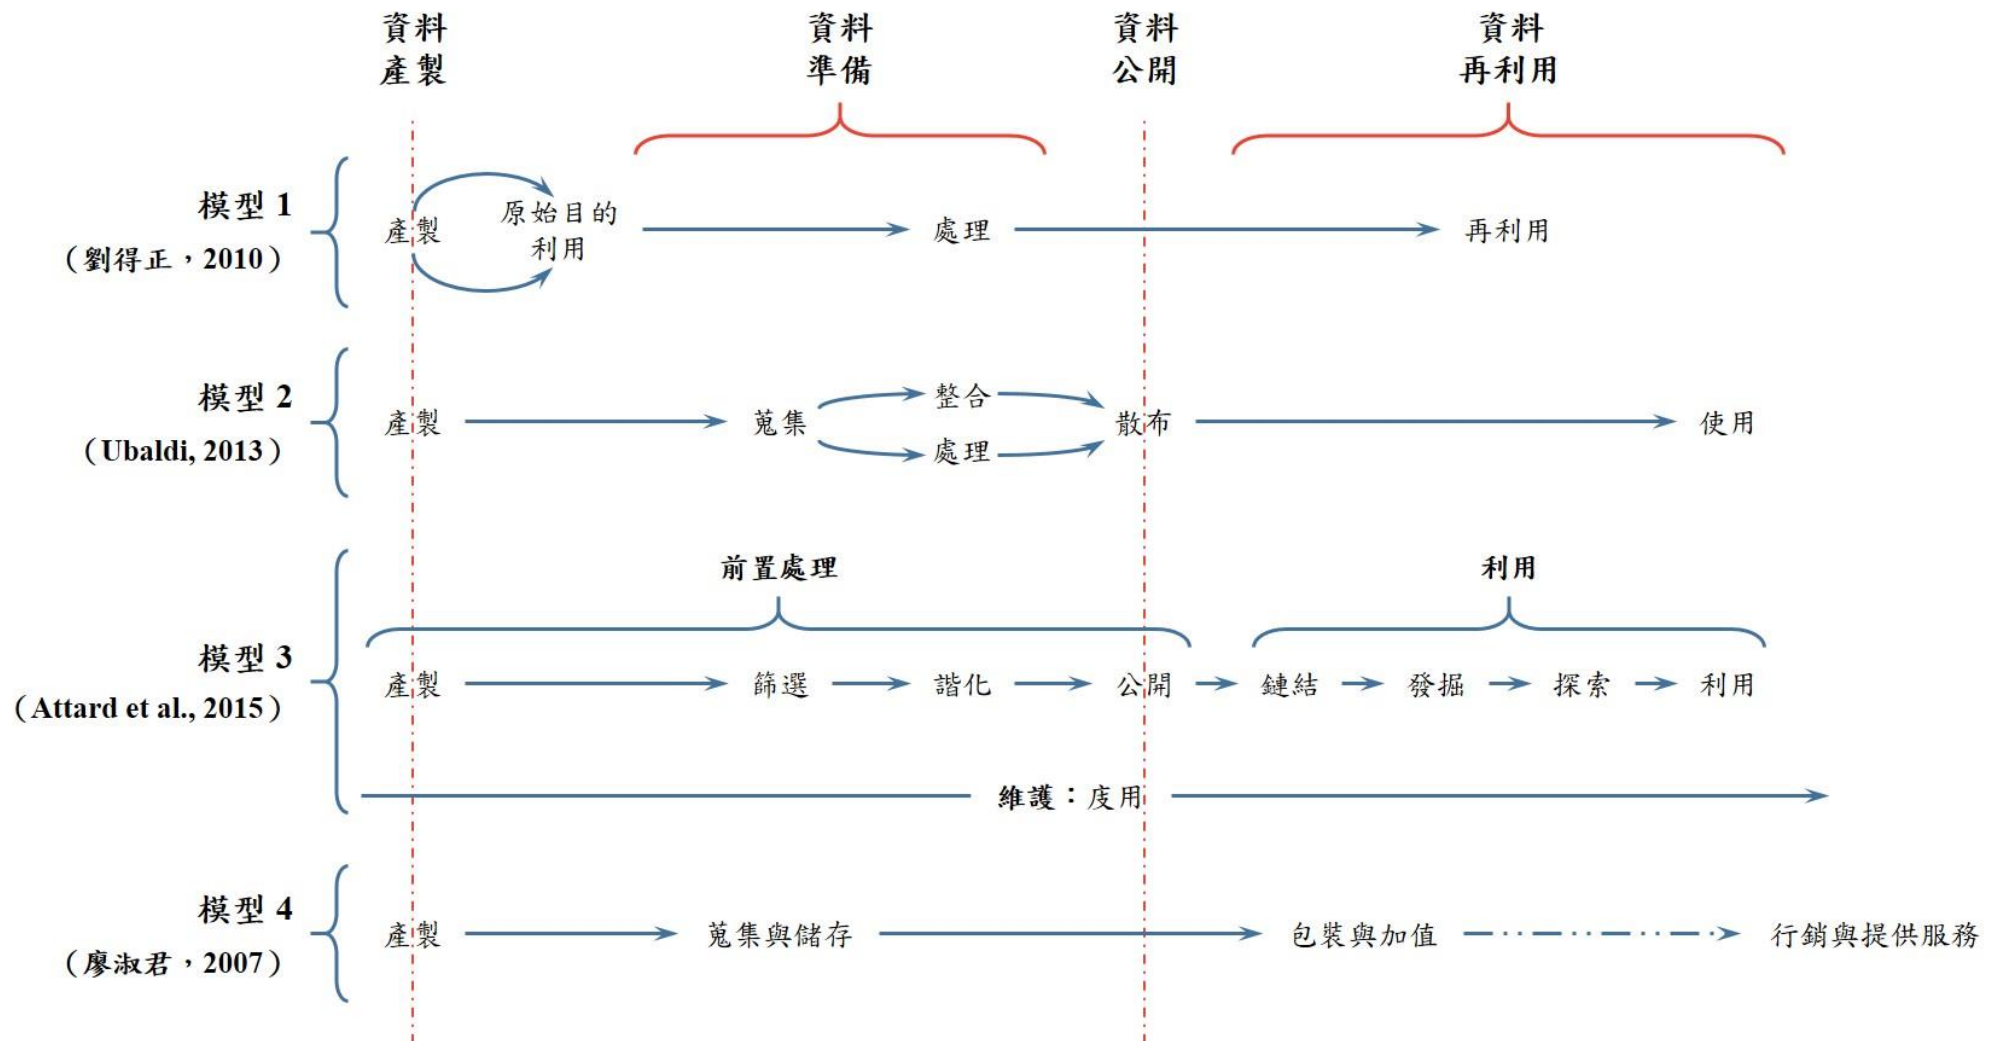 資料
產製
資料
準備
資料
公開
資料
再利用
模型 1
（劉得正，2010）
產製
原始目的
利用
處理
再利用
模型 2
（Ubaldi, 2013）
產製
蒐集
整合
處理
散布
使用
模型 3
（Attard et al., 2015）
前置處理
利用
產製
篩選
諧化
公開
鏈結
發掘
探索
利用
維護：庋用
模型 4
（廖淑君，2007）
產製
蒐集與儲存
包裝與加值
行銷與提供服務